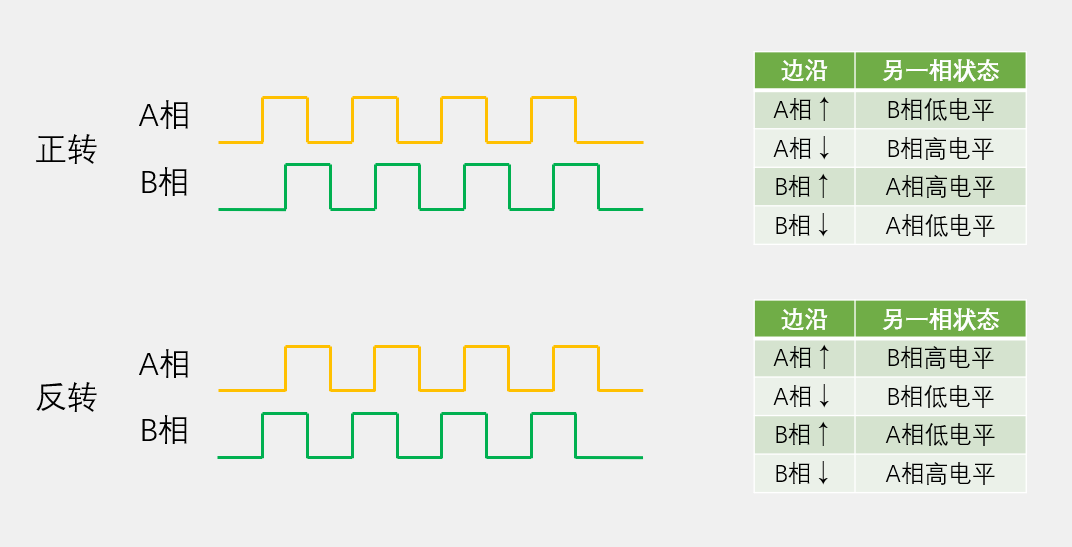 正转
A相
B相
边沿 另一相状态
A相↑ B相低电平
A相↓ B相高电平
B相↑ A相高电平
B相↓ A相低电平
反转
A相
B相
边沿 另一相状态
A相↑ B相高电平
A相↓ B相低电平
B相↑ A相低电平
B相↓ A相高电平